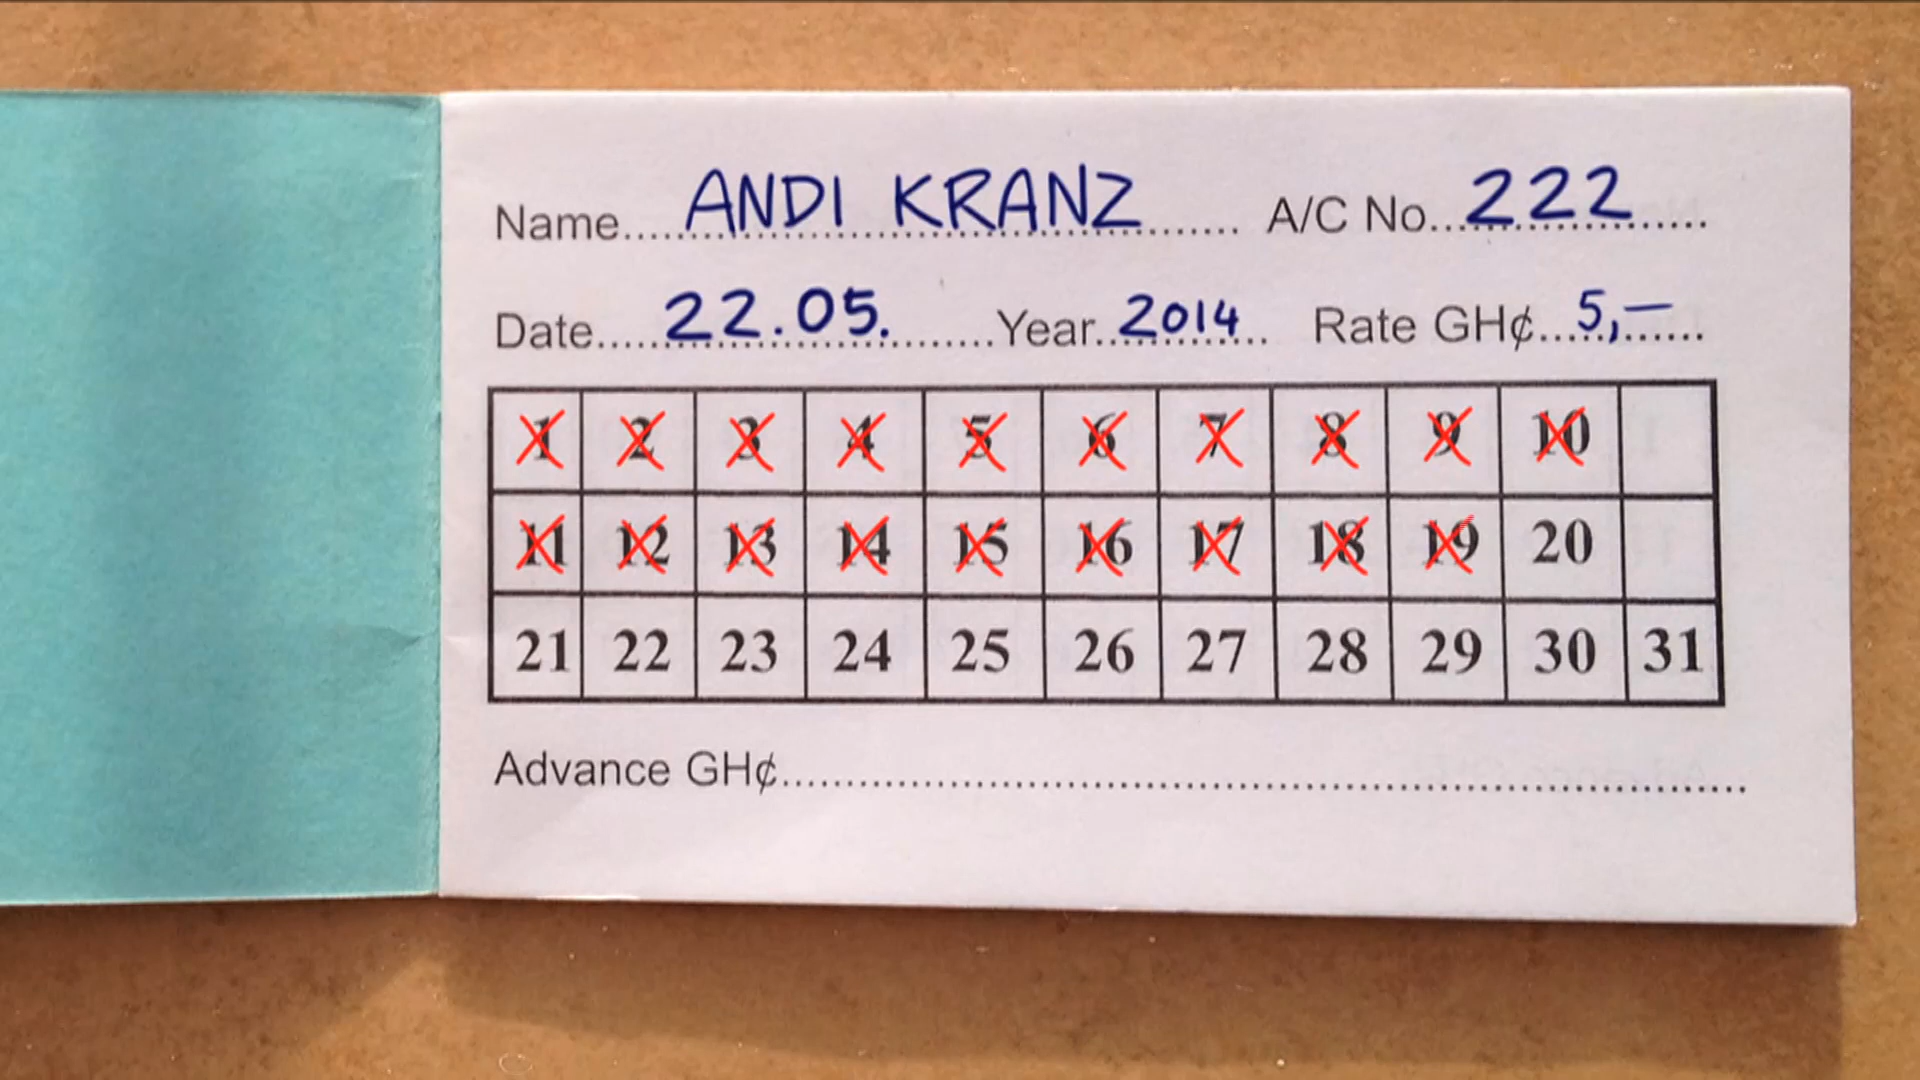 Name ANDI KRANZ A/C No. 222
Date 22.05. Year 2014 Rate GH¢ 5,—
1 2 3 4 5 6 7 8 9 10
11 12 13 14 15 16 17 18 19 20
21 22 23 24 25 26 27 28 29 30 31
Advance GH¢